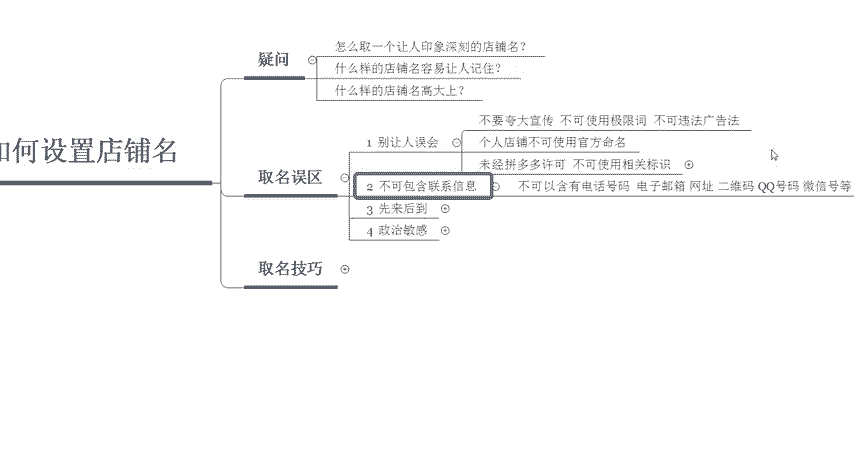 如何设置店铺名
疑问
怎么取一个让人印象深刻的店铺名?
什么样的店铺名容易让人记住?
什么样的店铺名高大上?
取名误区
1 别让人误会
不要夸大宣传 不可使用极限词 不可违法广告法
个人店铺不可使用官方命名
未经拼多多许可 不可使用相关标识
2 不可包含联系信息
不可以含有电话号码 电子邮箱 网址 二维码 QQ号码 微信号等
3 先来后到
4 政治敏感
取名技巧